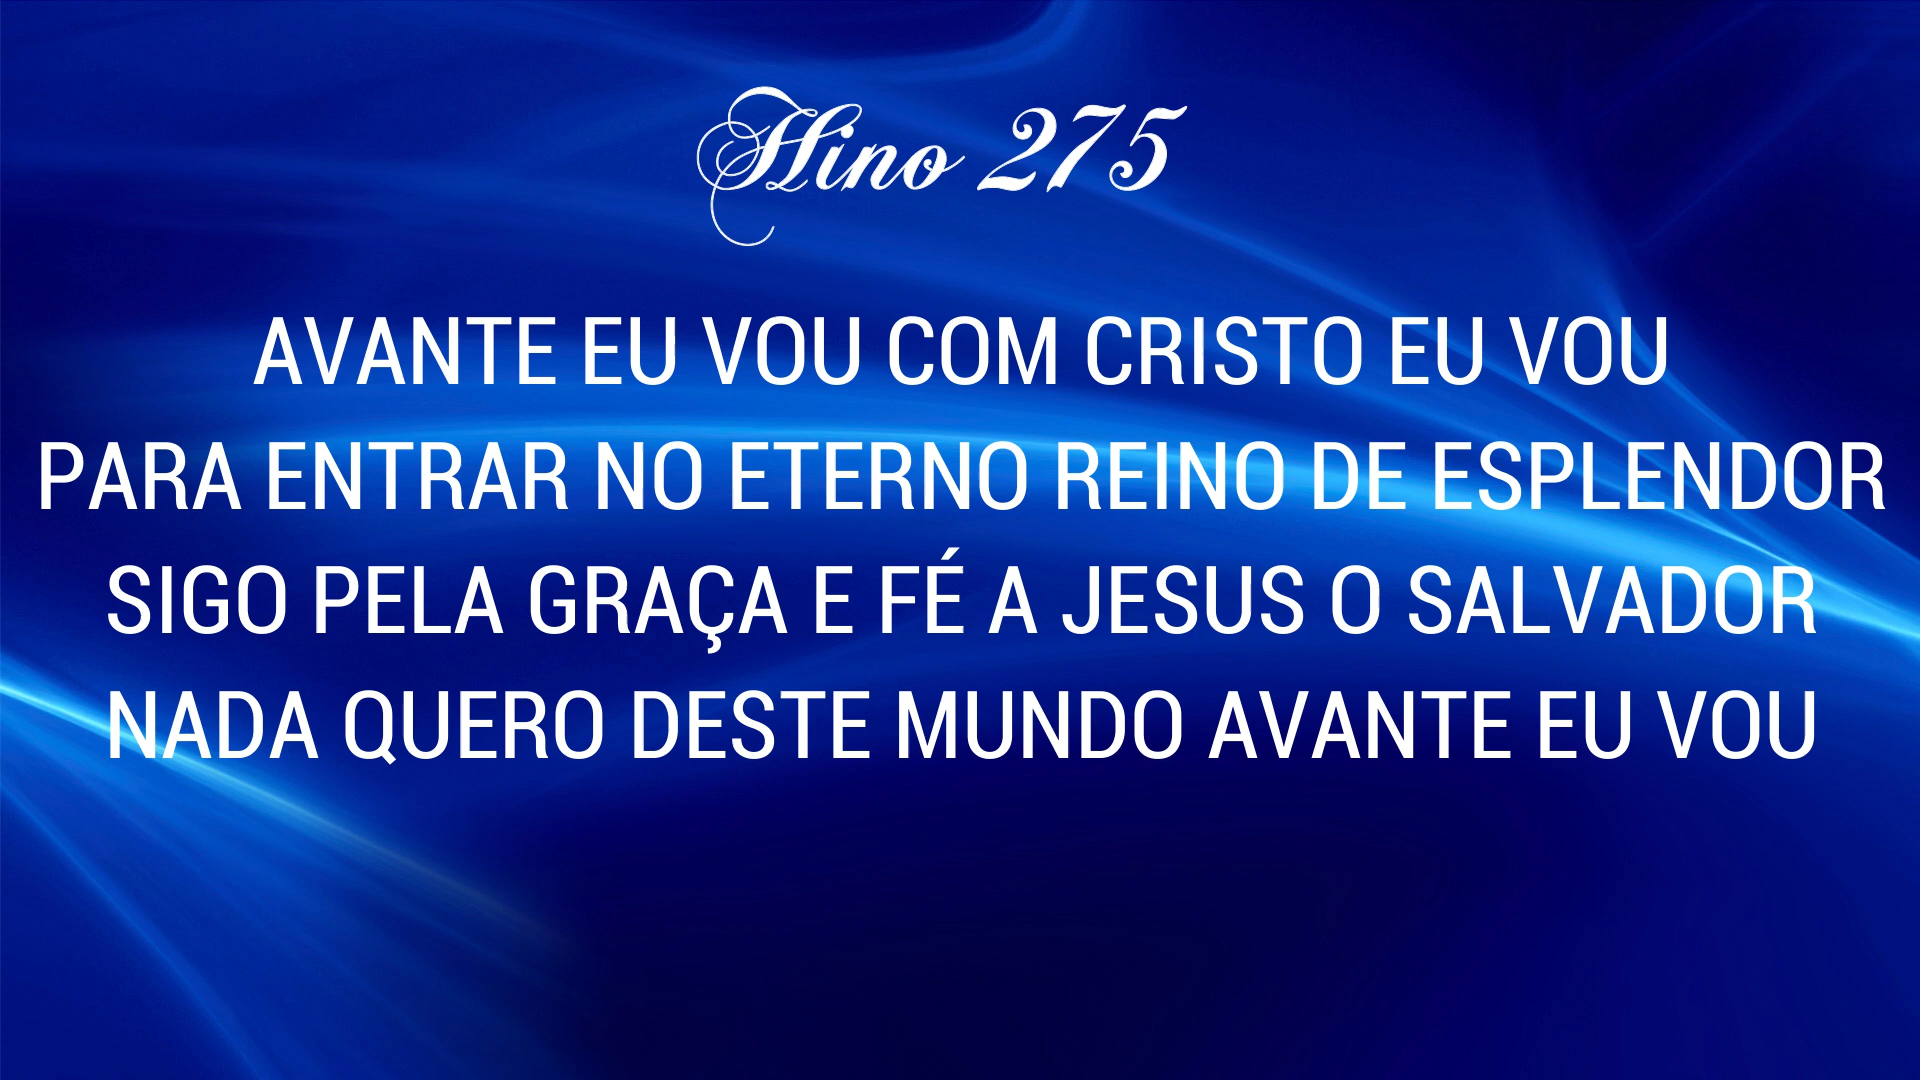 Hino 275
AVANTE EU VOU COM CRISTO EU VOU
PARA ENTRAR NO ETERNO REINO DE ESPLENDOR
SIGO PELA GRAÇA E FÉ A JESUS O SALVADOR
NADA QUERO DESTE MUNDO AVANTE EU VOU